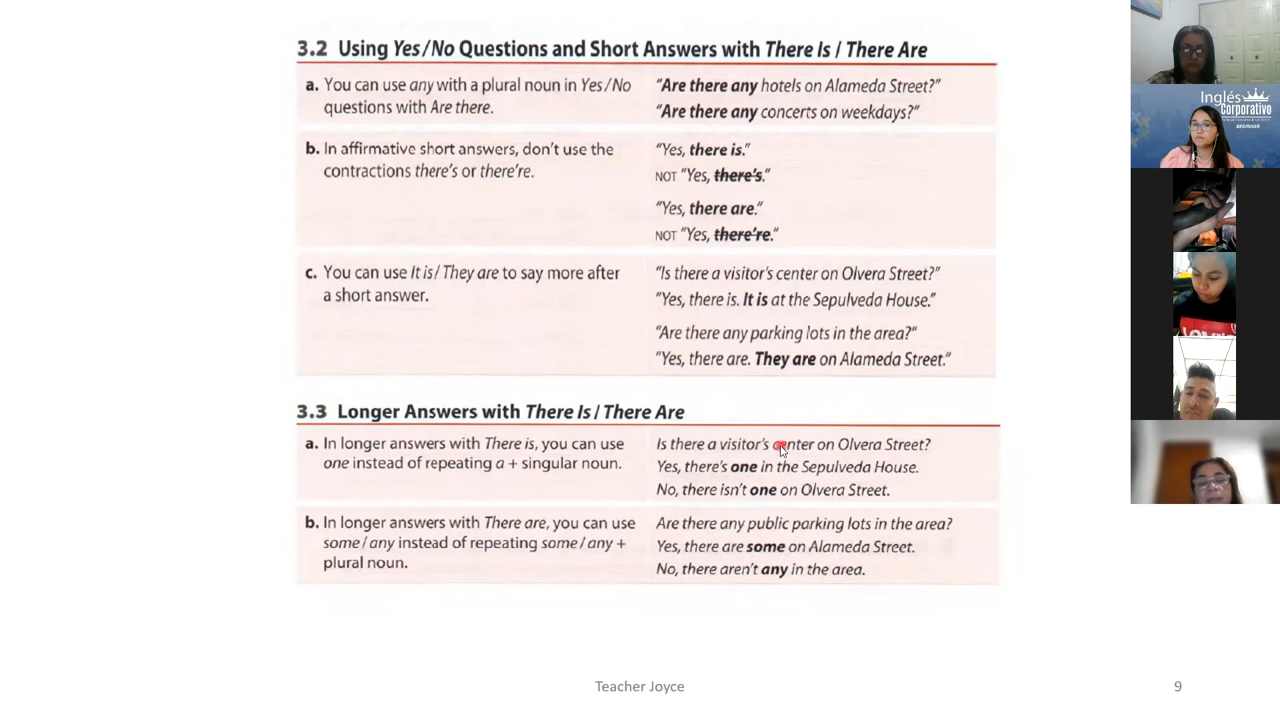 3.2 Using Yes/No Questions and Short Answers with There Is / There Are
a. You can use any with a plural noun in Yes/No
questions with Are there.
"Are there any hotels on Alameda Street?"
"Are there any concerts on weekdays?"
b. In affirmative short answers, don't use the
contractions there's or there're.
"Yes, there is."
NOT "Yes, there's."
"Yes, there are."
NOT "Yes, there're."
c. You can use It is/They are to say more after
a short answer.
"Is there a visitor's center on Olvera Street?"
"Yes, there is. It is at the Sepulveda House."
"Are there any parking lots in the area?"
"Yes, there are. They are on Alameda Street."
3.3 Longer Answers with There Is / There Are
a. In longer answers with There is, you can use
one instead of repeating a + singular noun.
Is there a visitor's center on Olvera Street?
Yes, there's one in the Sepulveda House.
No, there isn't one on Olvera Street.
b. In longer answers with There are, you can use
some/any instead of repeating some/any +
plural noun.
Are there any public parking lots in the area?
Yes, there are some on Alameda Street.
No, there aren't any in the area.
Teacher Joyce
9
Inglés
Corporativo
BEGINNER